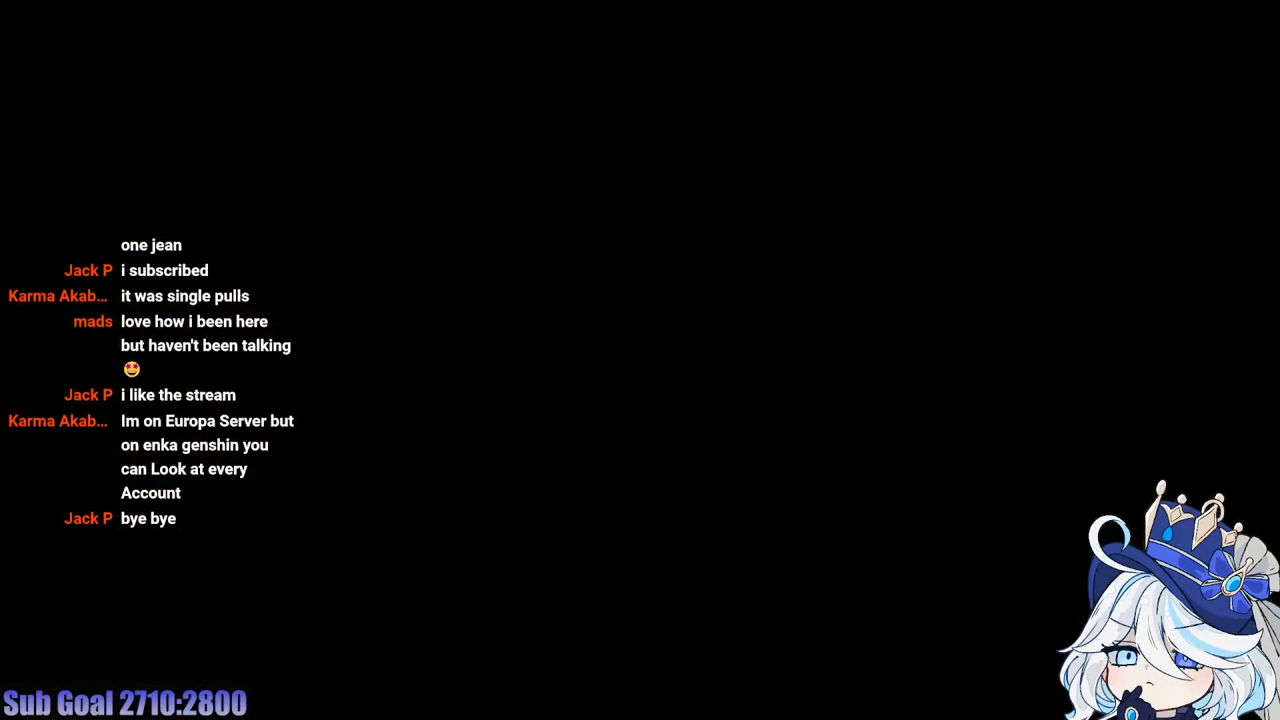 one jean
Jack P i subscribed
Karma Akab... it was single pulls
mads love how i been here
but haven't been talking
🤩
Jack P i like the stream
Karma Akab... Im on Europa Server but
on enka genshin you
can Look at every
Account
Jack P bye bye
Sub Goal 2710:2800